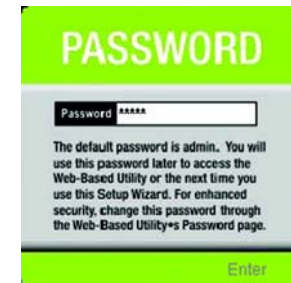 PASSWORD
Password *****
The default password is admin. You will
use this password later to access the
Web-Based Utility or the next time you
use this Setup Wizard. For enhanced
security, change this password through
the Web-Based Utility•s Password page.
Enter